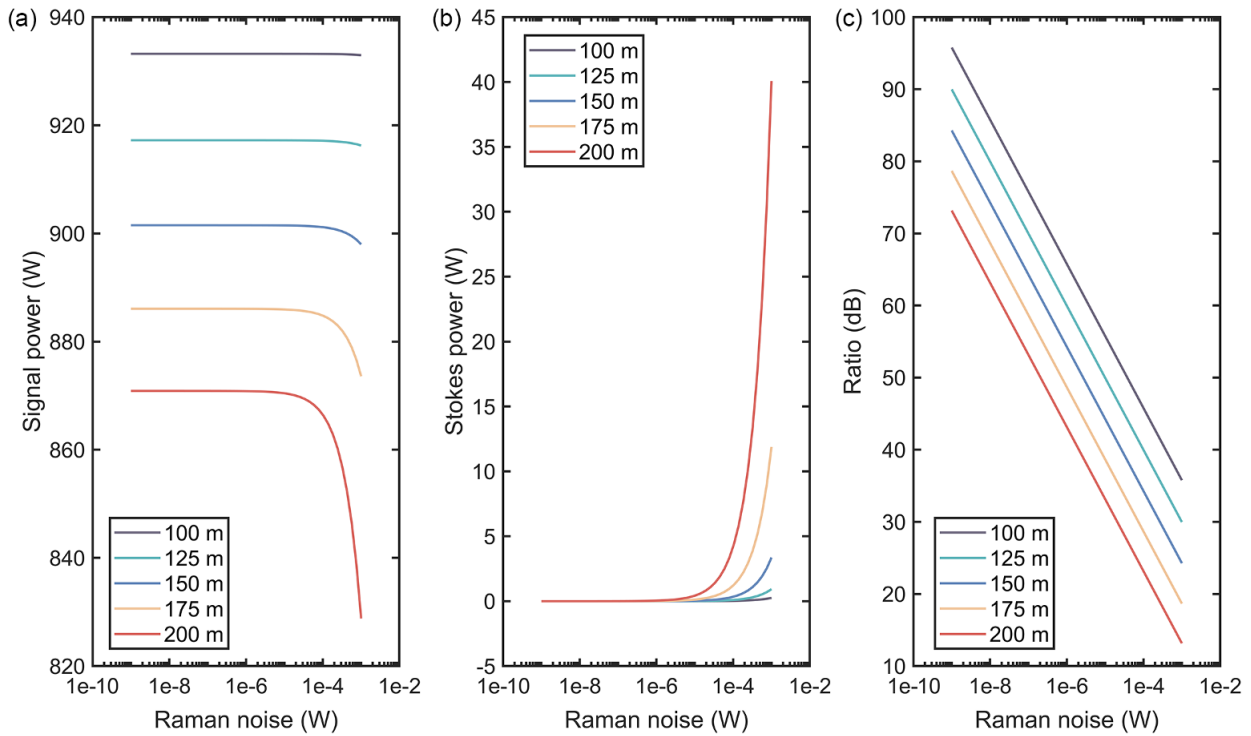 (a)
Signal power (W)
940
920
900
880
860
840
820
100 m
125 m
150 m
175 m
200 m
1e-10
1e-8
1e-6
1e-4
1e-2
Raman noise (W)
(b)
Stokes power (W)
45
40
35
30
25
20
15
10
5
0
-5
100 m
125 m
150 m
175 m
200 m
1e-10
1e-8
1e-6
1e-4
1e-2
Raman noise (W)
(c)
Ratio (dB)
100
90
80
70
60
50
40
30
20
10
100 m
125 m
150 m
175 m
200 m
1e-10
1e-8
1e-6
1e-4
1e-2
Raman noise (W)